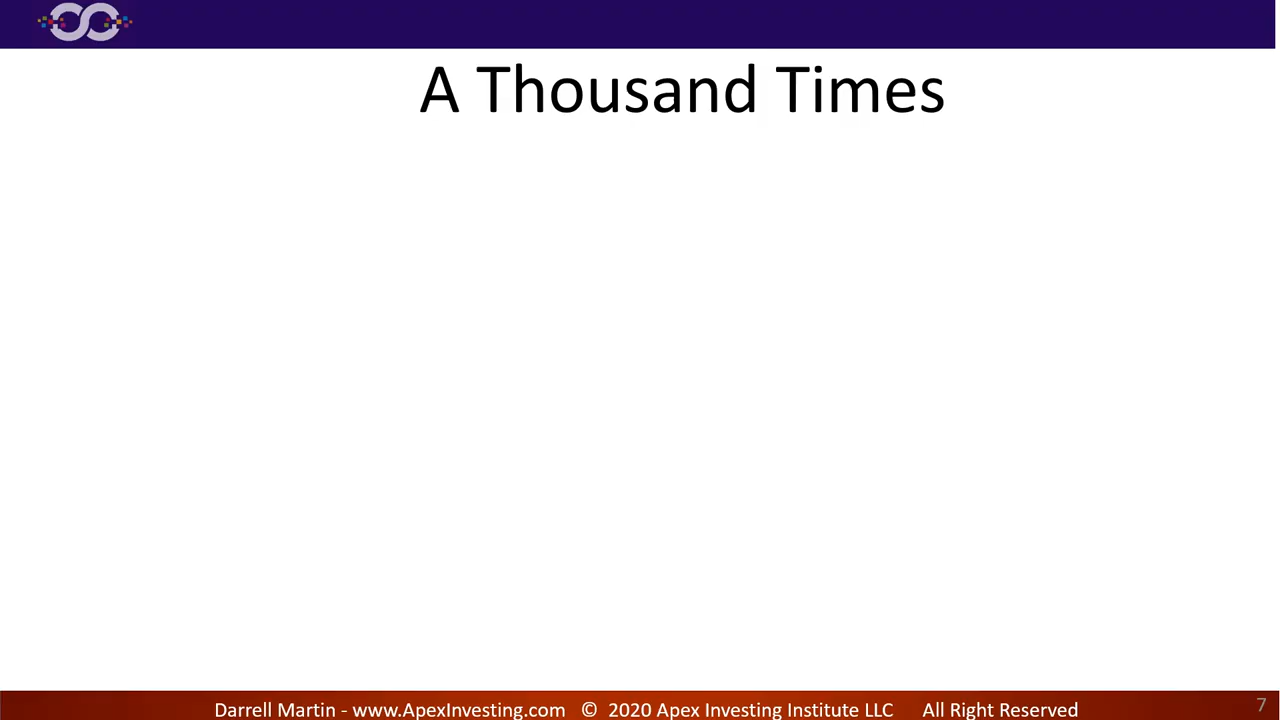 A Thousand Times
Darrell Martin - www.ApexInvesting.com © 2020 Apex Investing Institute LLC All Right Reserved
7